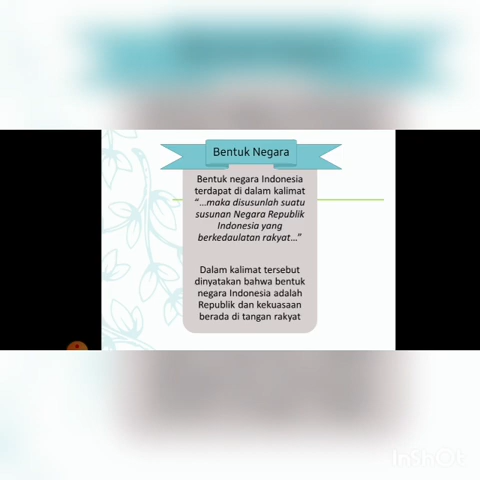 Bentuk Negara
Bentuk negara Indonesia
terdapat di dalam kalimat
“...maka disusunlah suatu
susunan Negara Republik
Indonesia yang
berkedaulatan rakyat...”
Dalam kalimat tersebut
dinyatakan bahwa bentuk
negara Indonesia adalah
Republik dan kekuasaan
berada di tangan rakyat
InShOt